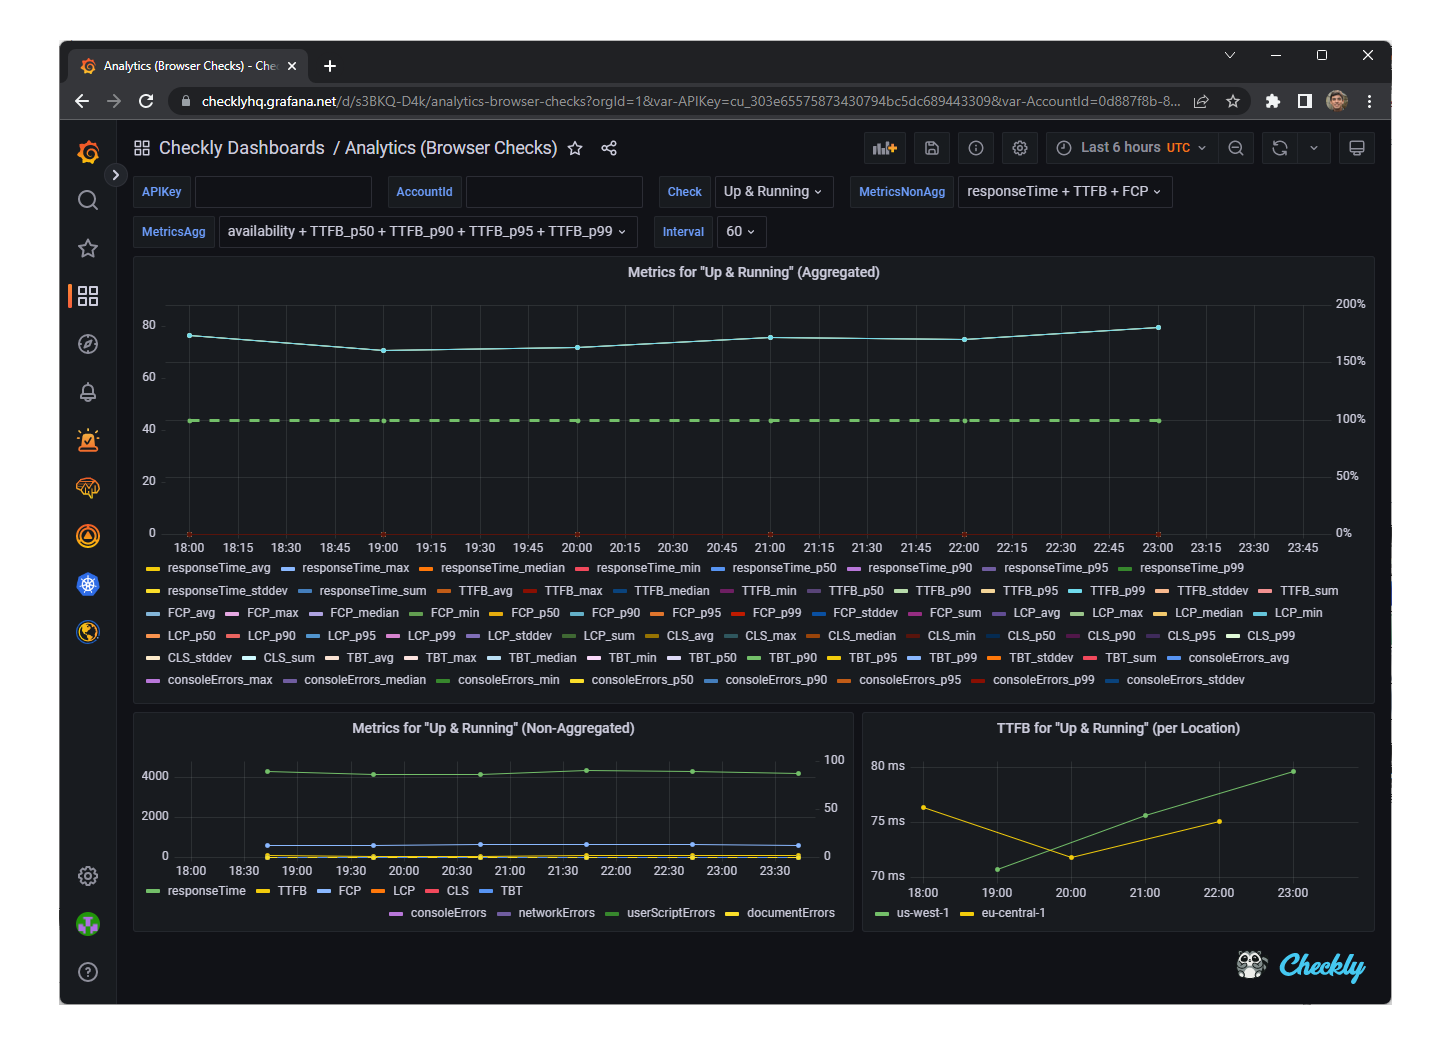 Analytics (Browser Checks) - Che
checklyhq.grafana.net/d/s3BKQ-D4k/analytics-browser-checks?orgId=1&var-APIKey=cu_303e65575873430794bc5dc689443309&var-AccountId=0d887f8b-8...
Checkly Dashboards / Analytics (Browser Checks)
Last 6 hours UTC
APIKey AccountId Check Up & Running MetricsNonAgg responseTime + TTFB + FCP
MetricsAgg availability + TTFB_p50 + TTFB_p90 + TTFB_p95 + TTFB_p99 Interval 60
Metrics for "Up & Running" (Aggregated)
200%
80
150%
60
100%
40
50%
20
0 0%
18:00 18:15 18:30 18:45 19:00 19:15 19:30 19:45 20:00 20:15 20:30 20:45 21:00 21:15 21:30 21:45 22:00 22:15 22:30 22:45 23:00 23:15 23:30 23:45
responseTime_avg responseTime_max responseTime_median responseTime_min responseTime_p50 responseTime_p90 responseTime_p95 responseTime_p99
responseTime_stddev responseTime_sum TTFB_avg TTFB_max TTFB_median TTFB_min TTFB_p50 TTFB_p90 TTFB_p95 TTFB_p99 TTFB_stddev TTFB_sum
FCP_avg FCP_max FCP_median FCP_min FCP_p50 FCP_p90 FCP_p95 FCP_p99 FCP_stddev FCP_sum LCP_avg LCP_max LCP_median LCP_min
LCP_p50 LCP_p90 LCP_p95 LCP_p99 LCP_stddev LCP_sum CLS_avg CLS_max CLS_median CLS_min CLS_p50 CLS_p90 CLS_p95 CLS_p99
CLS_stddev CLS_sum TBT_avg TBT_max TBT_median TBT_min TBT_p50 TBT_p90 TBT_p95 TBT_p99 TBT_stddev TBT_sum consoleErrors_avg
consoleErrors_max consoleErrors_median consoleErrors_min consoleErrors_p50 consoleErrors_p90 consoleErrors_p95 consoleErrors_p99 consoleErrors_stddev
Metrics for "Up & Running" (Non-Aggregated)
100
4000
50
2000
0 0
18:00 18:30 19:00 19:30 20:00 20:30 21:00 21:30 22:00 22:30 23:00 23:30
responseTime TTFB FCP LCP CLS TBT
consoleErrors networkErrors userScriptErrors documentErrors
TTFB for "Up & Running" (per Location)
80 ms
75 ms
70 ms
18:00 19:00 20:00 21:00 22:00 23:00
us-west-1 eu-central-1
Checkly